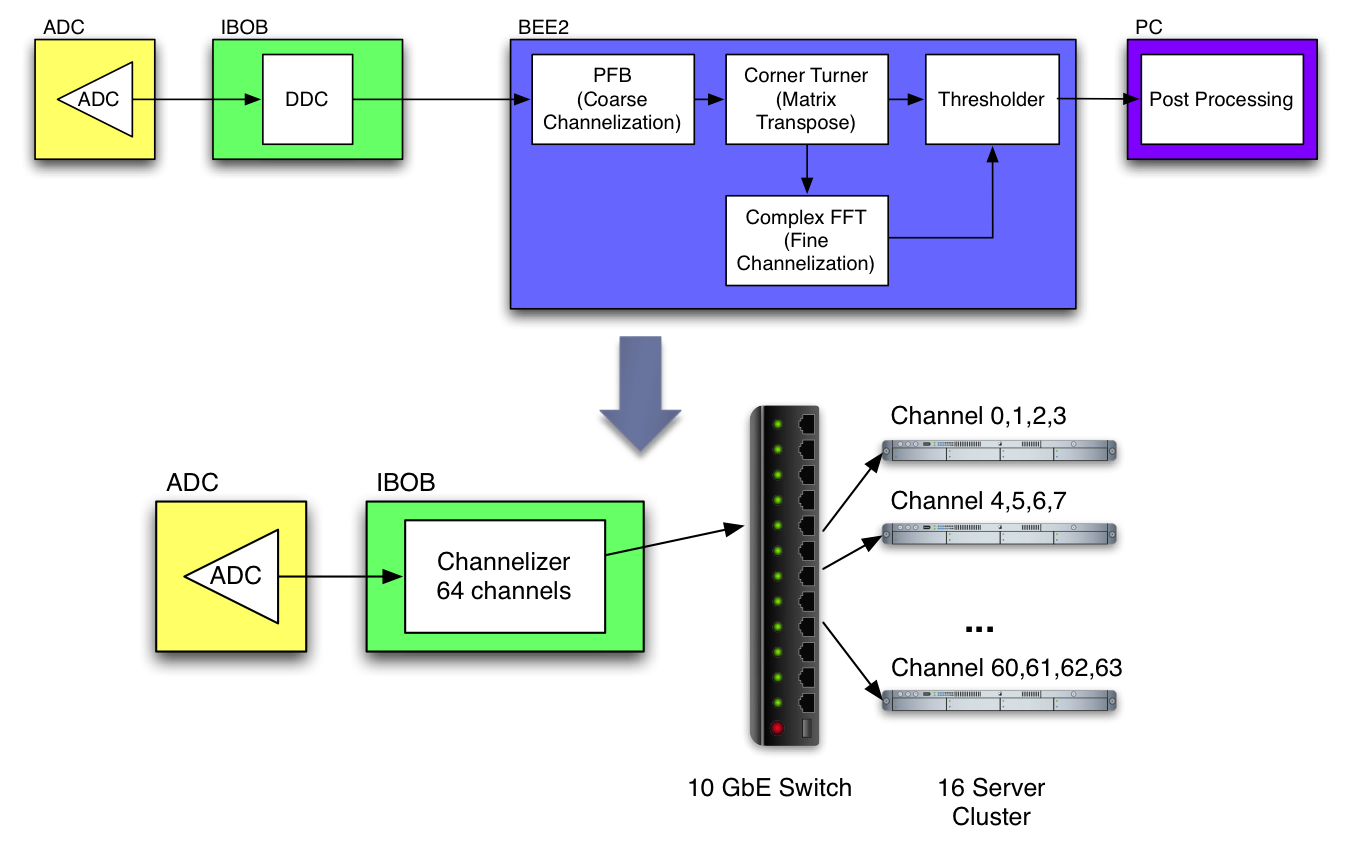 ADC
IBOB
BEE2
PC
ADC
DDC
PFB
(Coarse
Channelization)
Corner Turner
(Matrix
Transpose)
Thresholder
Post Processing
Complex FFT
(Fine
Channelization)
ADC
IBOB
ADC
Channelizer
64 channels
Channel 0,1,2,3
Channel 4,5,6,7
...
Channel 60,61,62,63
10 GbE Switch
16 Server
Cluster